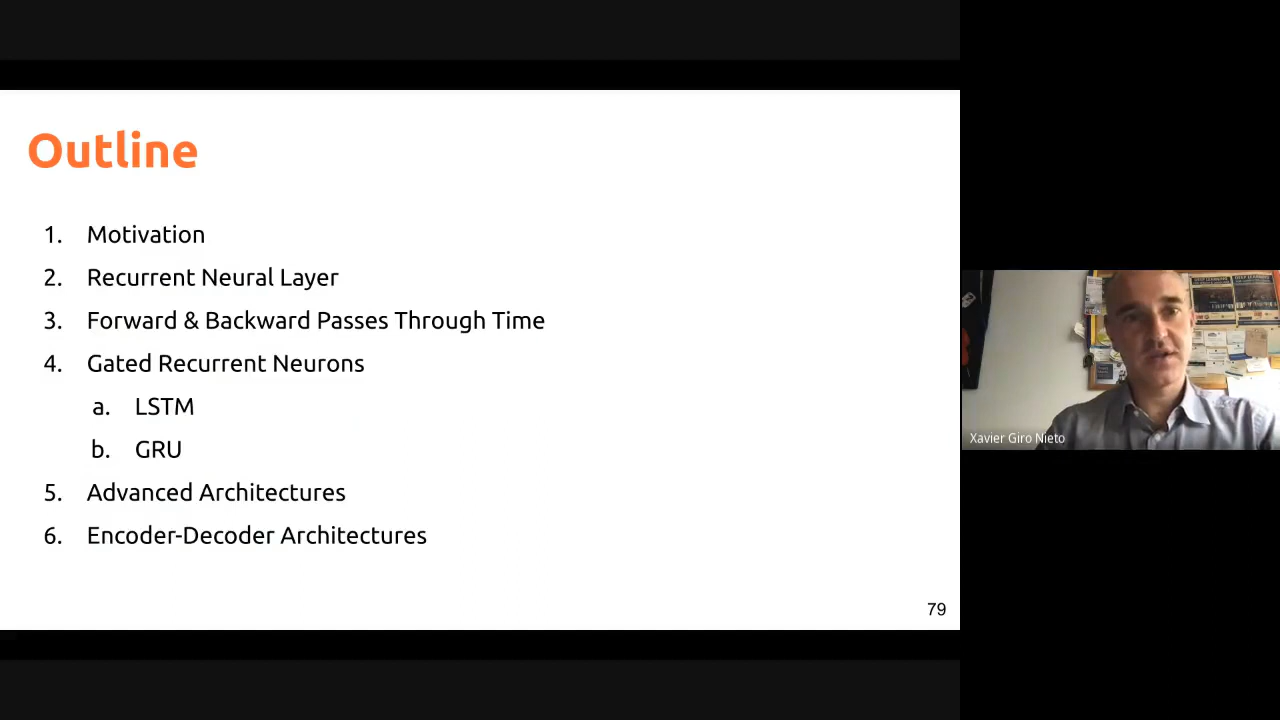 Outline
1. Motivation
2. Recurrent Neural Layer
3. Forward & Backward Passes Through Time
4. Gated Recurrent Neurons
a. LSTM
b. GRU
5. Advanced Architectures
6. Encoder-Decoder Architectures
79
Xavier Giro Nieto